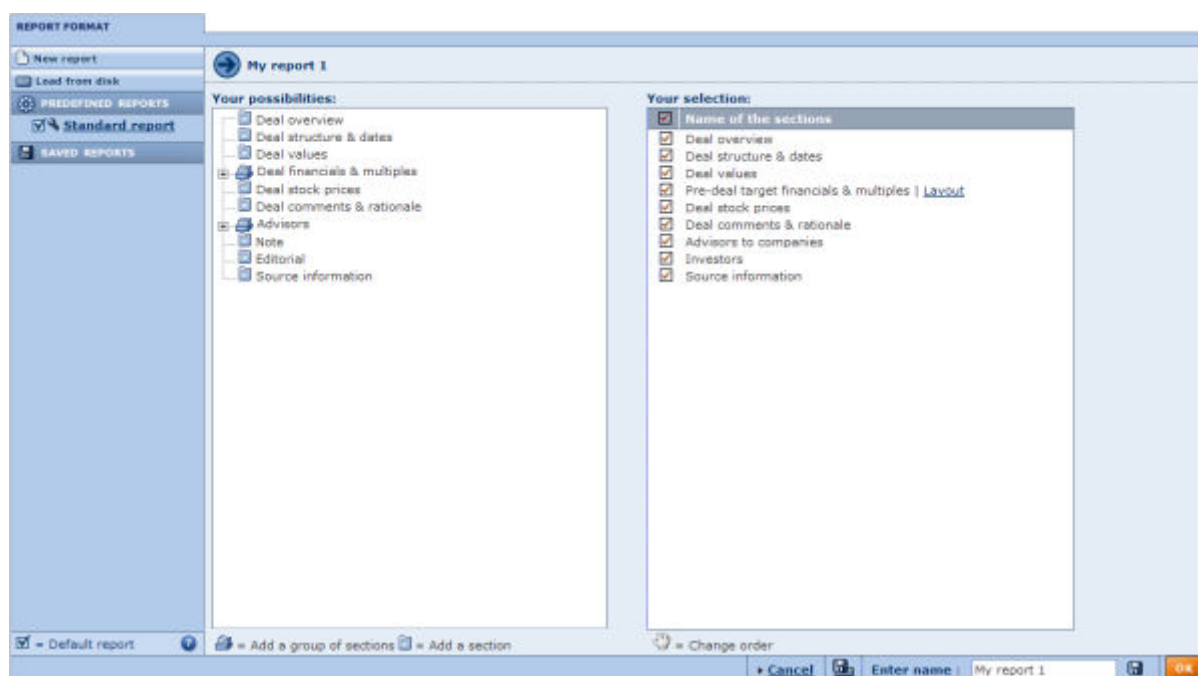 REPORT FORMAT
New report
Load from disk
PREDEFINED REPORTS
Standard report
SAVED REPORTS
My report 1
Your possibilities:
Deal overview
Deal structure & dates
Deal values
Deal financials & multiples
Deal stock prices
Deal comments & rationale
Advisors
Note
Editorial
Source information
Your selection:
Name of the sections
Deal overview
Deal structure & dates
Deal values
Pre-deal target financials & multiples | Layout
Deal stock prices
Deal comments & rationale
Advisors to companies
Investors
Source information
= Default report
= Add a group of sections = Add a section
= Change order
Cancel Enter name : My report 1 OK